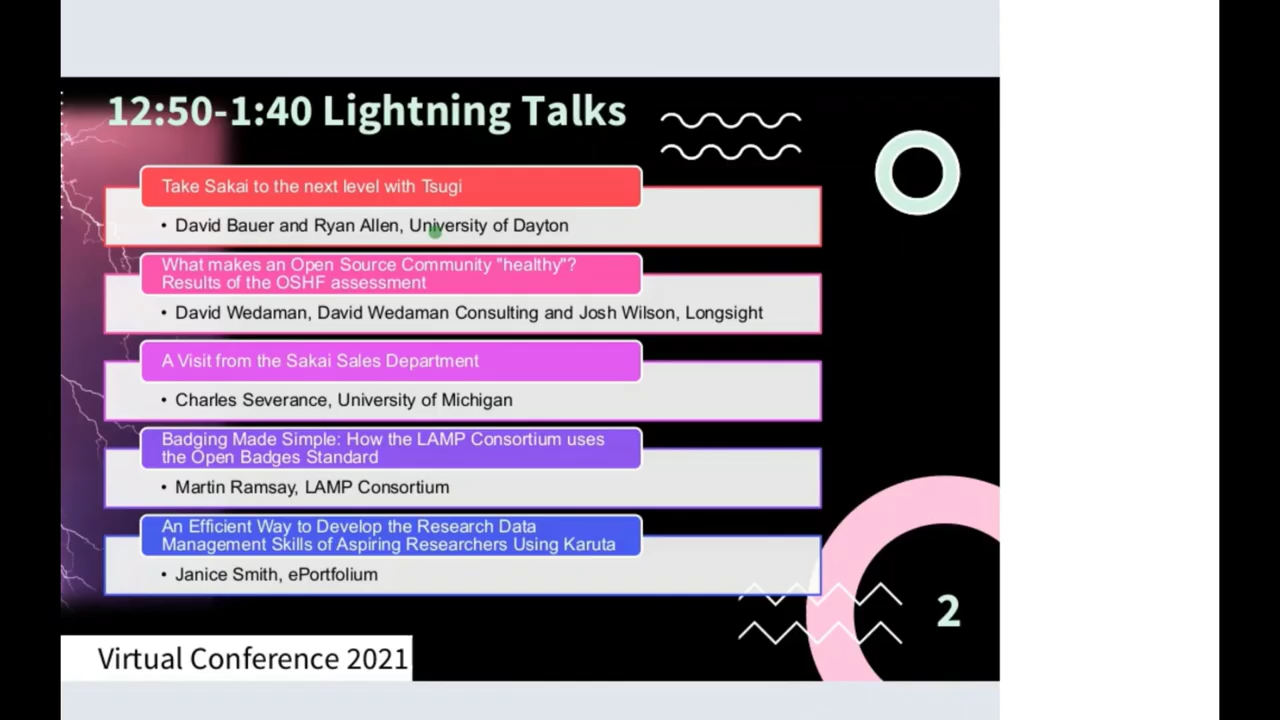 12:50-1:40 Lightning Talks
Take Sakai to the next level with Tsugi
• David Bauer and Ryan Allen, University of Dayton
What makes an Open Source Community "healthy"?
Results of the OSHF assessment
• David Wedaman, David Wedaman Consulting and Josh Wilson, Longsight
A Visit from the Sakai Sales Department
• Charles Severance, University of Michigan
Badging Made Simple: How the LAMP Consortium uses
the Open Badges Standard
• Martin Ramsay, LAMP Consortium
An Efficient Way to Develop the Research Data
Management Skills of Aspiring Researchers Using Karuta
• Janice Smith, ePortfolium
2
Virtual Conference 2021